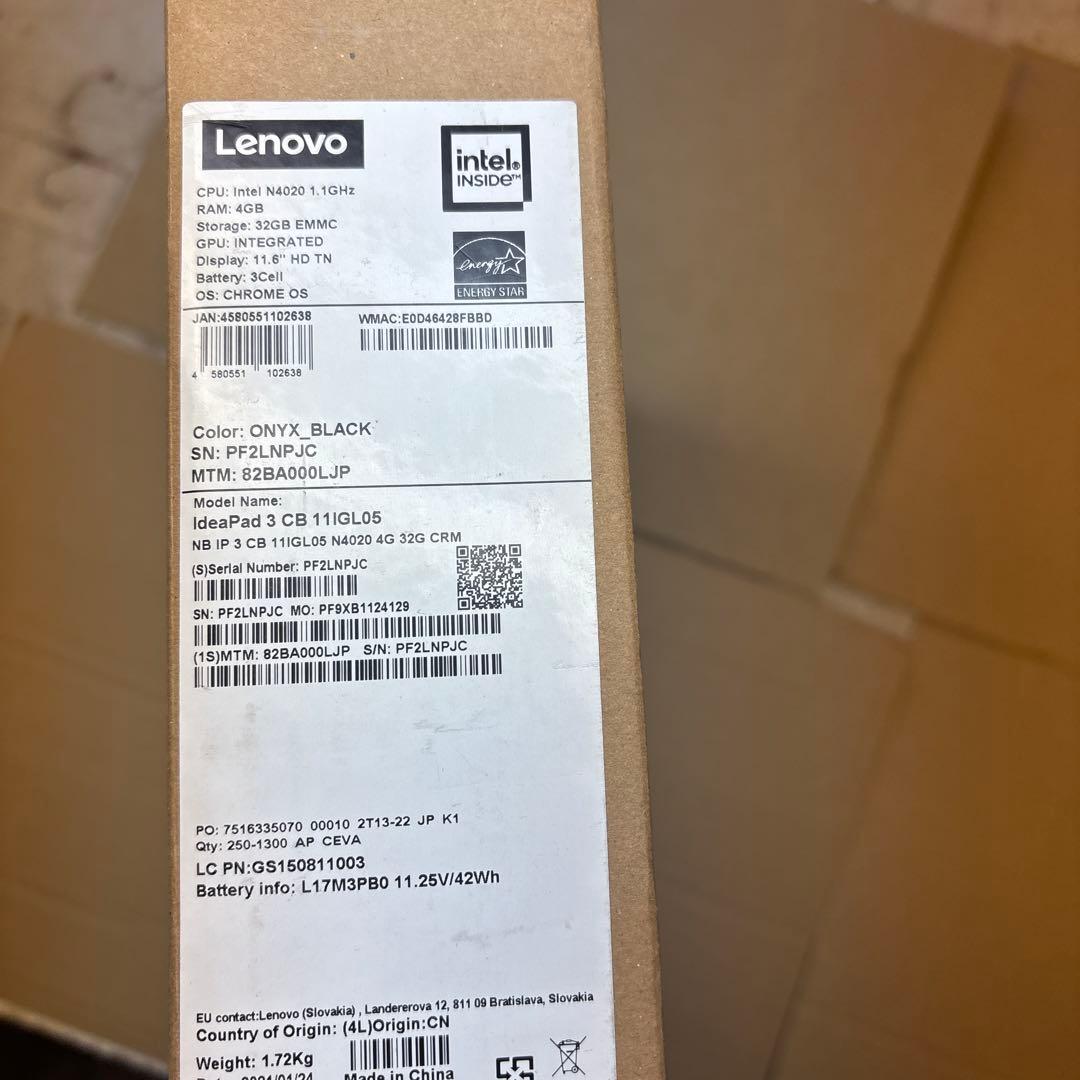 Lenovo
intel® INSIDE™
CPU: Intel N4020 1.1GHz
RAM: 4GB
Storage: 32GB EMMC
GPU: INTEGRATED
Display: 11.6" HD TN
Battery: 3Cell
OS: CHROME OS
energy
ENERGY STAR
JAN:4580551102638
WMAC:E0D46428FBBD
4 580551 102638
Color: ONYX_BLACK
SN: PF2LNPJC
MTM: 82BA000LJP
Model Name:
IdeaPad 3 CB 11IGL05
NB IP 3 CB 11IGL05 N4020 4G 32G CRM
(S)Serial Number: PF2LNPJC
SN: PF2LNPJC MO: PF9XB1124129
(1S)MTM: 82BA000LJP S/N: PF2LNPJC
PO: 7516335070 00010 2T13-22 JP K1
Qty: 250-1300 AP CEVA
LC PN:GS150811003
Battery info: L17M3PB0 11.25V/42Wh
EU contact:Lenovo (Slovakia) , Landererova 12, 811 09 Bratislava, Slovakia
Country of Origin: (4L)Origin:CN
Weight: 1.72Kg
Made in China